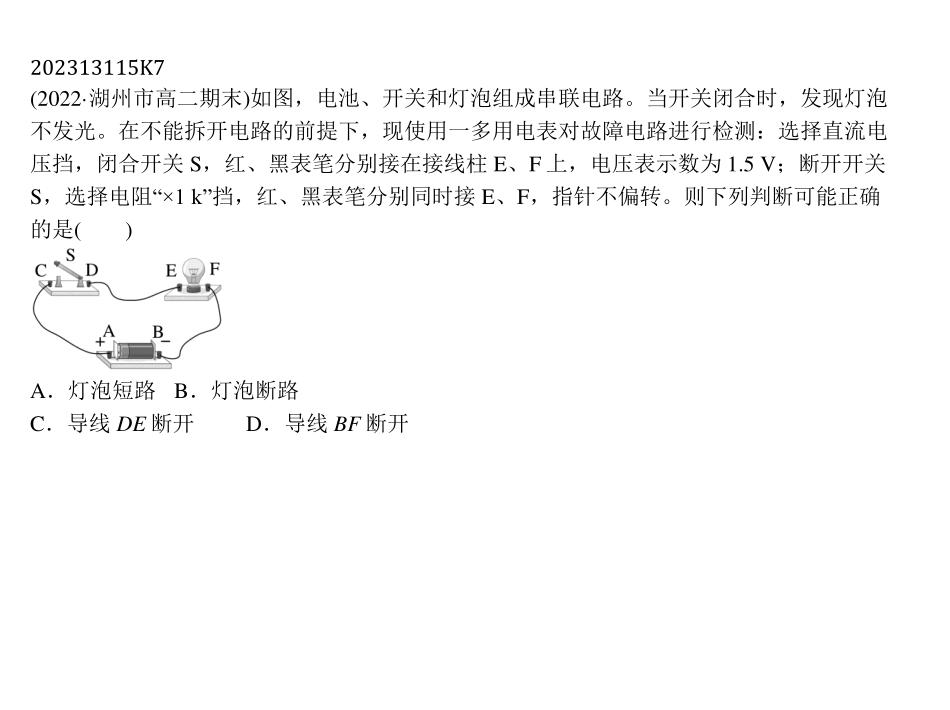 202313115K7
(2022·湖州市高二期末)如图，电池、开关和灯泡组成串联电路。当开关闭合时，发现灯泡
不发光。在不能拆开电路的前提下，现使用一多用电表对故障电路进行检测：选择直流电
压挡，闭合开关 S，红、黑表笔分别接在接线柱 E、F 上，电压表示数为 1.5 V；断开开关
S，选择电阻“×1 k”挡，红、黑表笔分别同时接 E、F，指针不偏转。则下列判断可能正确
的是(　　)
S
C D E F
A B
+ −
A．灯泡短路 B．灯泡断路
C．导线 DE 断开 D．导线 BF 断开